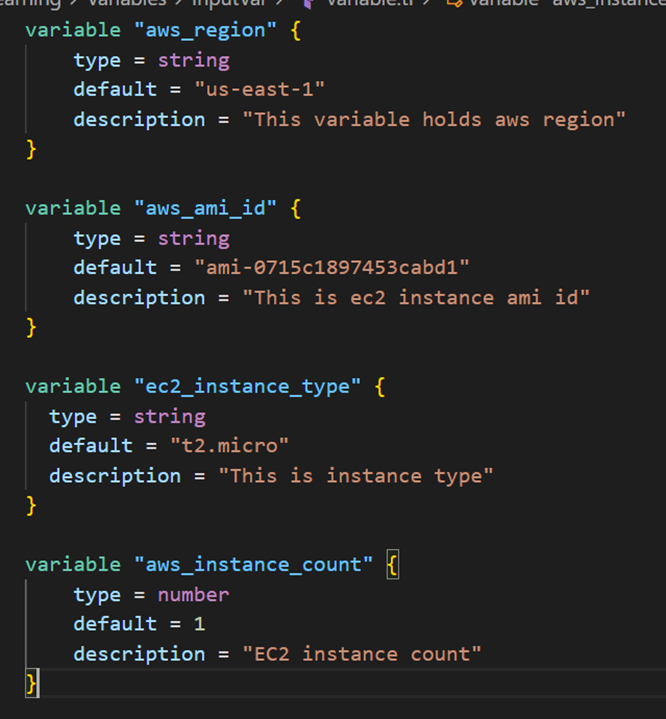 earning > variables > inputvar > variable.tf > variable "aws_instance
variable "aws_region" {
type = string
default = "us-east-1"
description = "This variable holds aws region"
}
variable "aws_ami_id" {
type = string
default = "ami-0715c1897453cabd1"
description = "This is ec2 instance ami id"
}
variable "ec2_instance_type" {
type = string
default = "t2.micro"
description = "This is instance type"
}
variable "aws_instance_count" {
type = number
default = 1
description = "EC2 instance count"
}